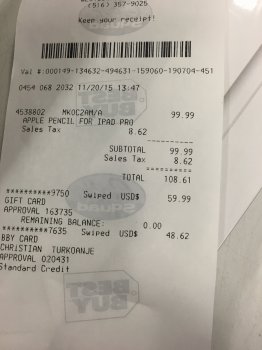 (516) 357-9025
Keep your receipt!
Val #:000149-134632-494631-159060-190704-451
0454 068 2032 11/20/15 13:47
4538802 MK0C2AM/A 99.99
APPLE PENCIL FOR IPAD PRO
Sales Tax 8.62
----------
SUBTOTAL 99.99
Sales Tax 8.62
==========
TOTAL 108.61
**********9750 Swiped USD$ 59.99
GIFT CARD
APPROVAL 163735
REMAINING BALANCE: 0.00
**********7635 Swiped USD$ 48.62
BBY CARD
CHRISTIAN TURKOANJE
APPROVAL 020431
Standard Credit
BEST
BUY